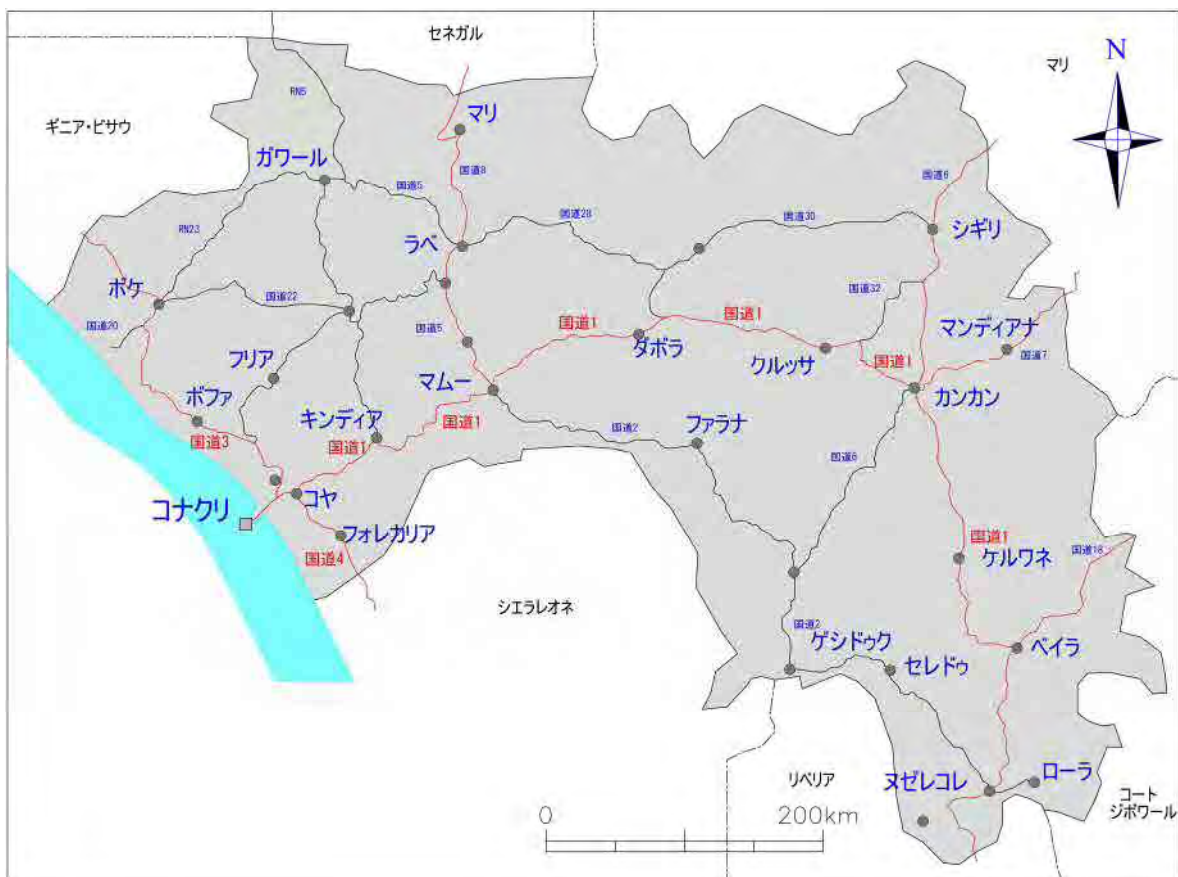 セネガル
N
マリ
RN5
マリ
ギニア・ビサウ
ガワール
国道5
国道8
国道6
RN23
国道28
国道30
シギリ
ラベ
ボケ
国道22
国道32
国道20
国道5
国道1
国道1
マンディアナ
ダボラ
クルッサ
国道1
国道7
フリア
マムー
カンカン
ボファ
キンディア
国道1
国道2
ファラナ
国道3
国道1
国道6
コナクリ
コヤ
フォレカリア
国道4
国道1
ケルワネ
国道18
シエラレオネ
国道2
ゲシドゥク
セレドゥ
ベイラ
リベリア
ヌゼレコレ
ローラ
コート
ジボワール
0
200km